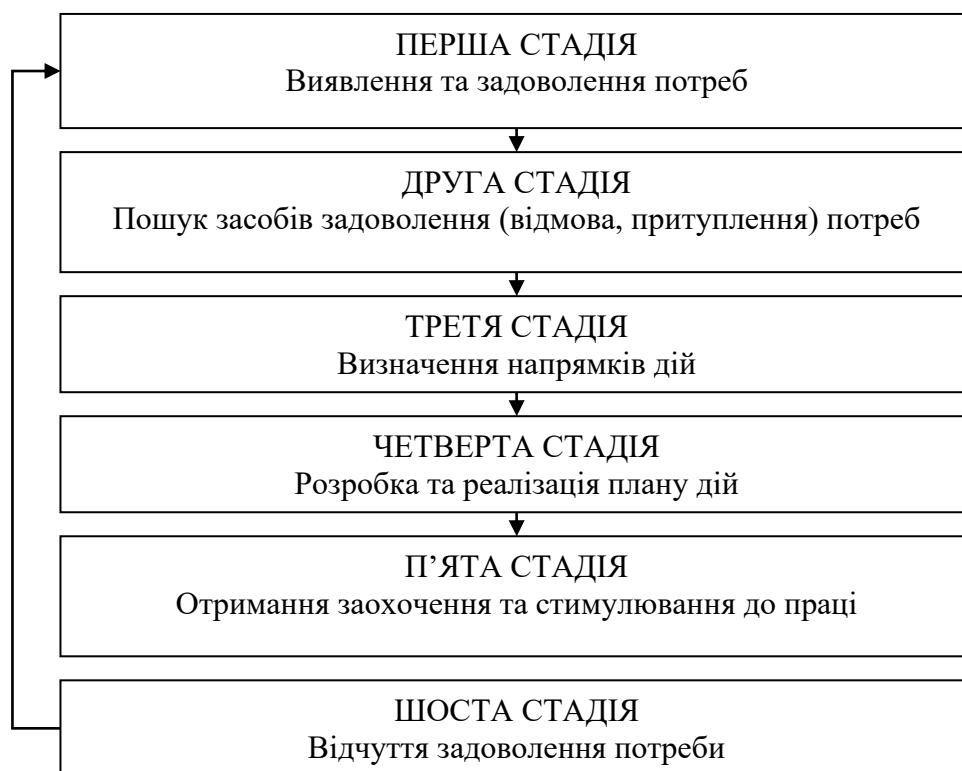 ПЕРША СТАДІЯ
Виявлення та задоволення потреб
ДРУГА СТАДІЯ
Пошук засобів задоволення (відмова, притуплення) потреб
ТРЕТЯ СТАДІЯ
Визначення напрямків дій
ЧЕТВЕРТА СТАДІЯ
Розробка та реалізація плану дій
П’ЯТА СТАДІЯ
Отримання заохочення та стимулювання до праці
ШОСТА СТАДІЯ
Відчуття задоволення потреби